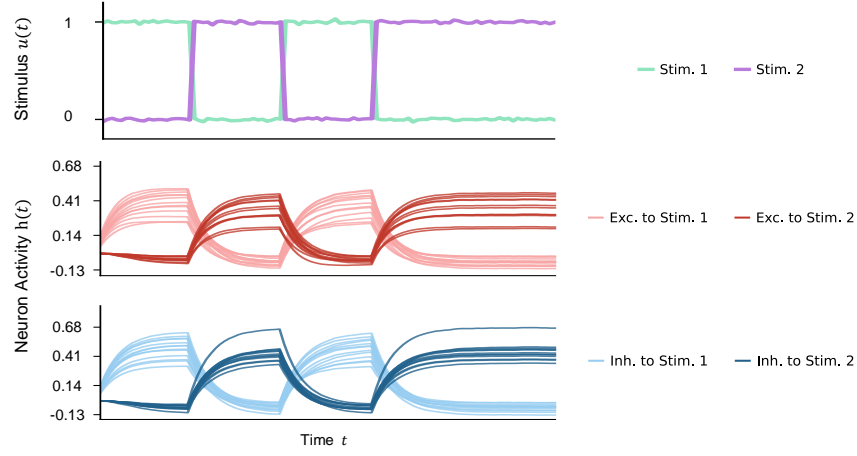 Stimulus u(t)
1
0
Stim. 1
Stim. 2
Neuron Activity h(t)
0.68
0.41
0.14
-0.13
Exc. to Stim. 1
Exc. to Stim. 2
0.68
0.41
0.14
-0.13
Inh. to Stim. 1
Inh. to Stim. 2
Time t